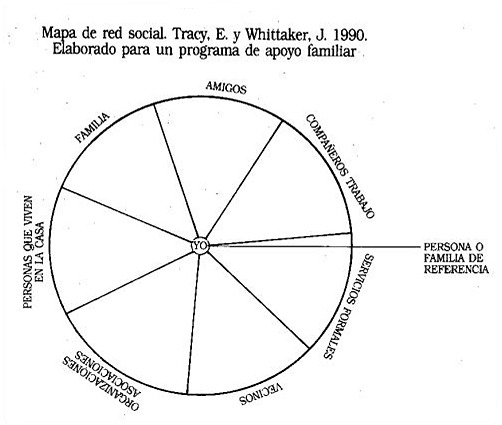 Mapa de red social. Tracy, E. y Whittaker, J. 1990.
Elaborado para un programa de apoyo familiar
AMIGOS
FAMILIA
COMPAÑEROS TRABAJO
PERSONAS QUE VIVEN
EN LA CASA
YO
PERSONA O
FAMILIA DE
REFERENCIA
SERVICIOS FORMALES
ORGANIZACIONES
ASOCIACIONES
VECINOS